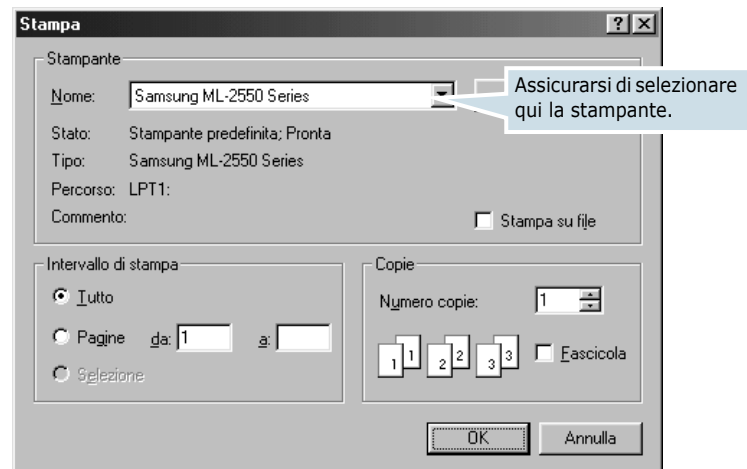 Stampa
Stampante
Nome: Samsung ML-2550 Series
Assicurarsi di selezionare
qui la stampante.
Stato: Stampante predefinita; Pronta
Tipo: Samsung ML-2550 Series
Percorso: LPT1:
Commento:
Stampa su file
Intervallo di stampa
Tutto
Pagine da: 1 a:
Selezione
Copie
Numero copie: 1
1 1 2 2 3 3
Fascicola
OK Annulla